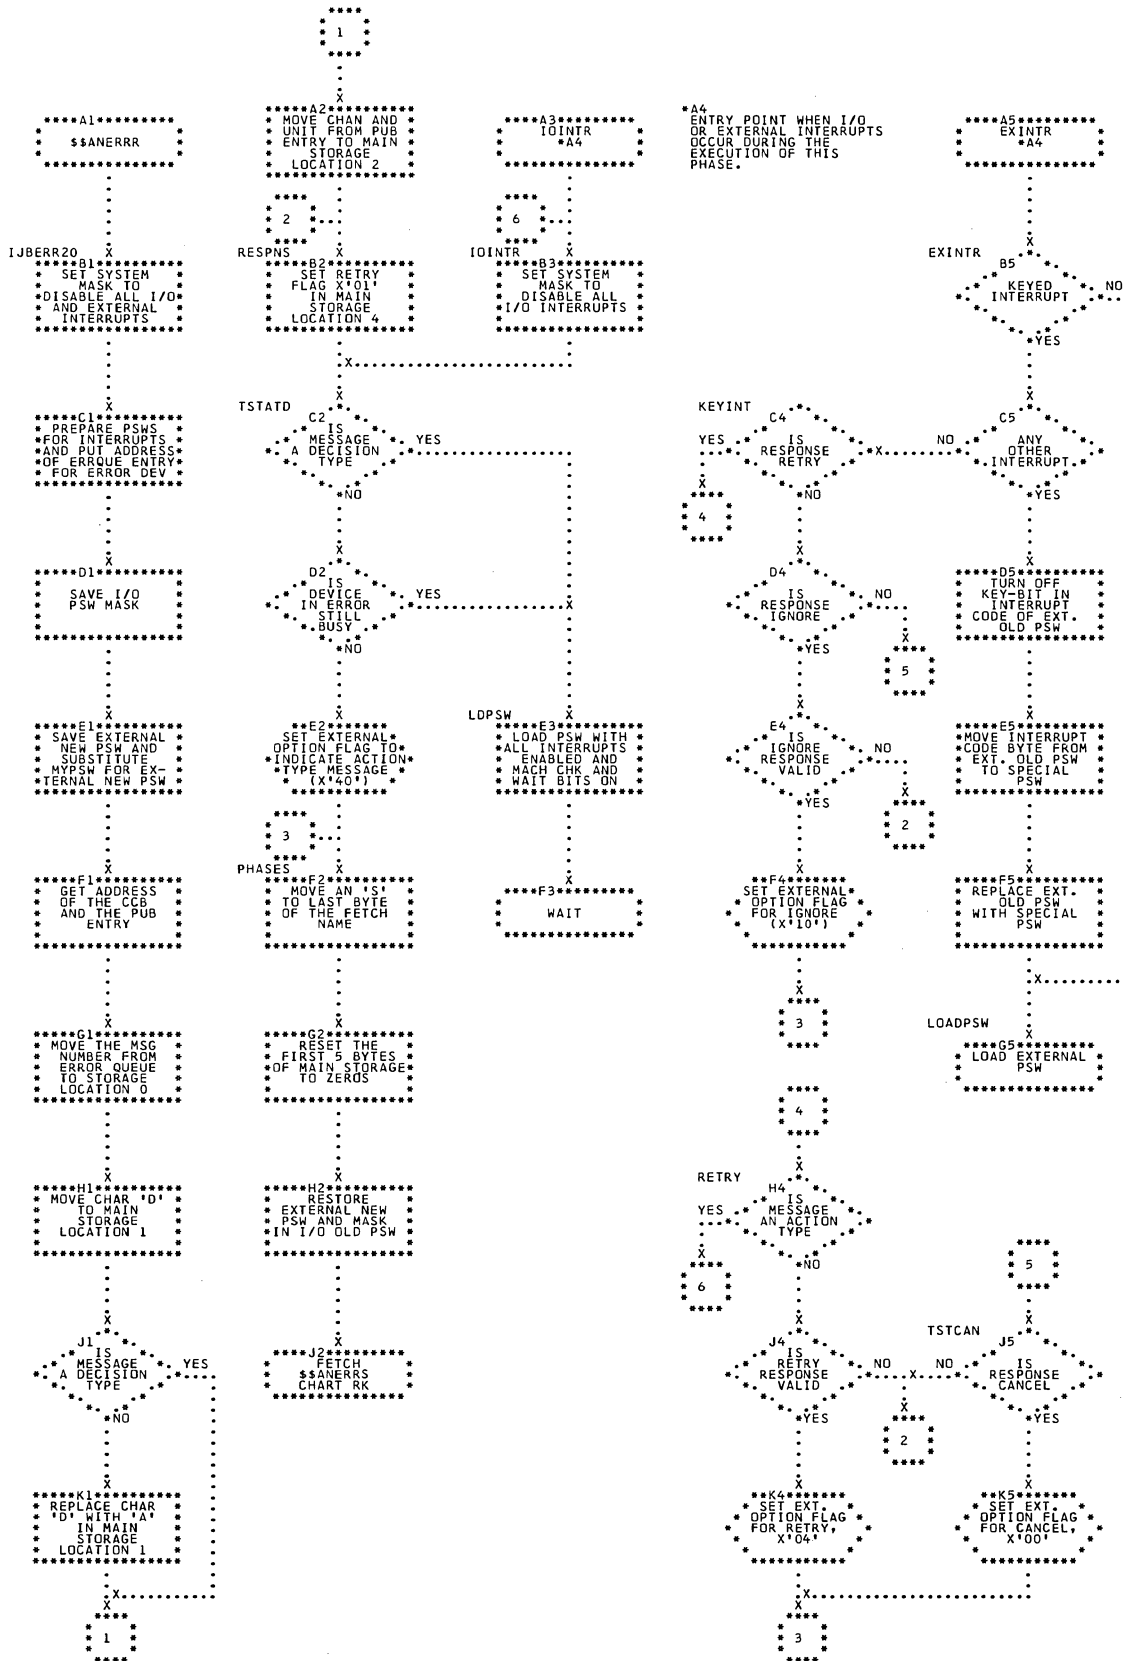 1
A1
$$ANERRR
A2
MOVE CHAN AND
UNIT FROM PUB
ENTRY TO MAIN
STORAGE
LOCATION 2
A3
IOINTR
*A4
*A4
ENTRY POINT WHEN I/O
OR EXTERNAL INTERRUPTS
OCCUR DURING THE
EXECUTION OF THIS
PHASE.
A5
EXINTR
*A4
2
6
IJBERR20
B1
SET SYSTEM
MASK TO
DISABLE ALL I/O
AND EXTERNAL
INTERRUPTS
RESPNS
B2
SET RETRY
FLAG X'01'
IN MAIN
STORAGE
LOCATION 4
IOINTR
B3
SET SYSTEM
MASK TO
DISABLE ALL
I/O INTERRUPTS
EXINTR
B5
KEYED
INTERRUPT
NO
YES
C1
PREPARE PSWS
FOR INTERRUPTS
AND PUT ADDRESS
OF ERRQUE ENTRY
FOR ERROR DEV
TSTATD
C2
IS
MESSAGE
A DECISION
TYPE
YES
NO
KEYINT
C4
IS
RESPONSE
RETRY
YES
NO
C5
ANY
OTHER
INTERRUPT.
NO
YES
4
D1
SAVE I/O
PSW MASK
D2
IS
DEVICE
IN ERROR
STILL
BUSY
YES
NO
D4
IS
RESPONSE
IGNORE
NO
YES
D5
TURN OFF
KEY-BIT IN
INTERRUPT
CODE OF EXT.
OLD PSW
5
E1
SAVE EXTERNAL
NEW PSW AND
SUBSTITUTE
MYPSW FOR EX-
TERNAL NEW PSW
E2
SET EXTERNAL
OPTION FLAG TO
INDICATE ACTION
TYPE MESSAGE
(X'40')
LDPSW
E3
LOAD PSW WITH
ALL INTERRUPTS
ENABLED AND
MACH CHK AND
WAIT BITS ON
E4
IS
IGNORE
RESPONSE
VALID
NO
YES
E5
MOVE INTERRUPT
CODE BYTE FROM
EXT. OLD PSW
TO SPECIAL
PSW
3
2
F1
GET ADDRESS
OF THE CCB
AND THE PUB
ENTRY
PHASES
F2
MOVE AN 'S'
TO LAST BYTE
OF THE FETCH
NAME
F3
WAIT
F4
SET EXTERNAL
OPTION FLAG
FOR IGNORE
(X'10')
F5
REPLACE EXT.
OLD PSW
WITH SPECIAL
PSW
3
G1
MOVE THE MSG
NUMBER FROM
ERROR QUEUE
TO STORAGE
LOCATION 0
G2
RESET THE
FIRST 5 BYTES
OF MAIN STORAGE
TO ZEROS
LOADPSW
G5
LOAD EXTERNAL
PSW
4
H1
MOVE CHAR 'D'
TO MAIN
STORAGE
LOCATION 1
H2
RESTORE
EXTERNAL NEW
PSW AND MASK
IN I/O OLD PSW
RETRY
H4
IS
MESSAGE
AN ACTION
TYPE
YES
NO
6
5
J1
IS
MESSAGE
A DECISION
TYPE
YES
NO
J2
FETCH
$$ANERRS
CHART RK
J4
IS
RETRY
RESPONSE
VALID
NO
YES
TSTCAN
J5
IS
RESPONSE
CANCEL
NO
YES
2
K1
REPLACE CHAR
'D' WITH 'A'
IN MAIN
STORAGE
LOCATION 1
K4
SET EXT.
OPTION FLAG
FOR RETRY,
X'04'
K5
SET EXT.
OPTION FLAG
FOR CANCEL,
X'00'
1
3